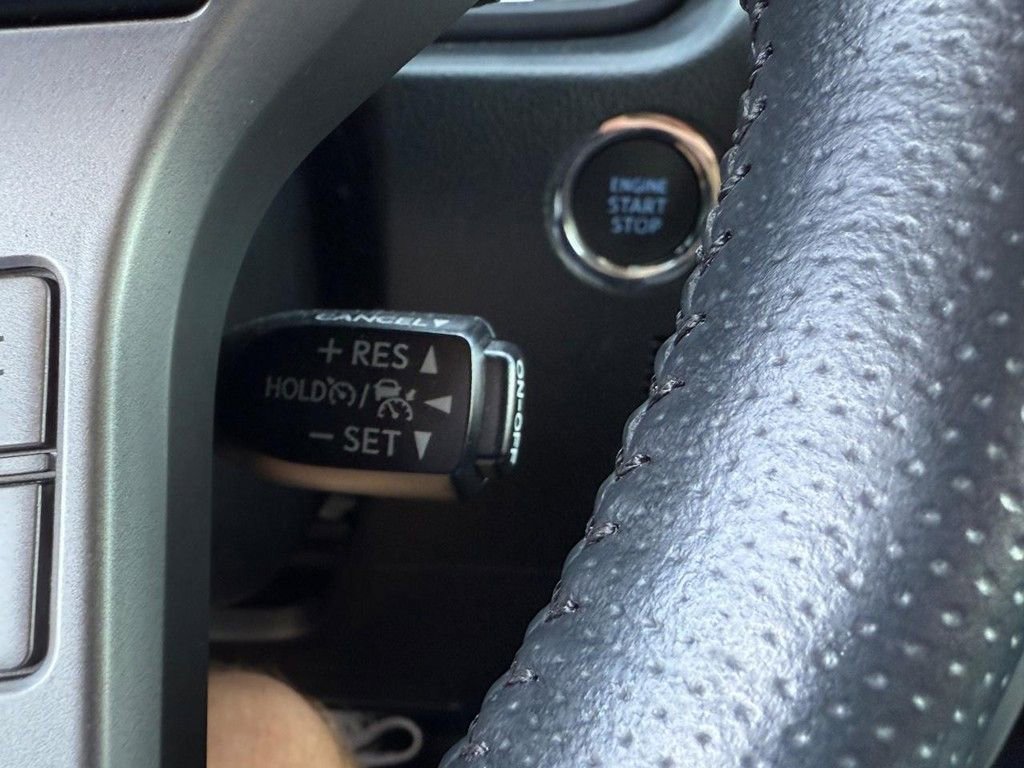 ENGINE
START
STOP
CANCEL
+ RES
HOLD /
- SET
ON-OFF